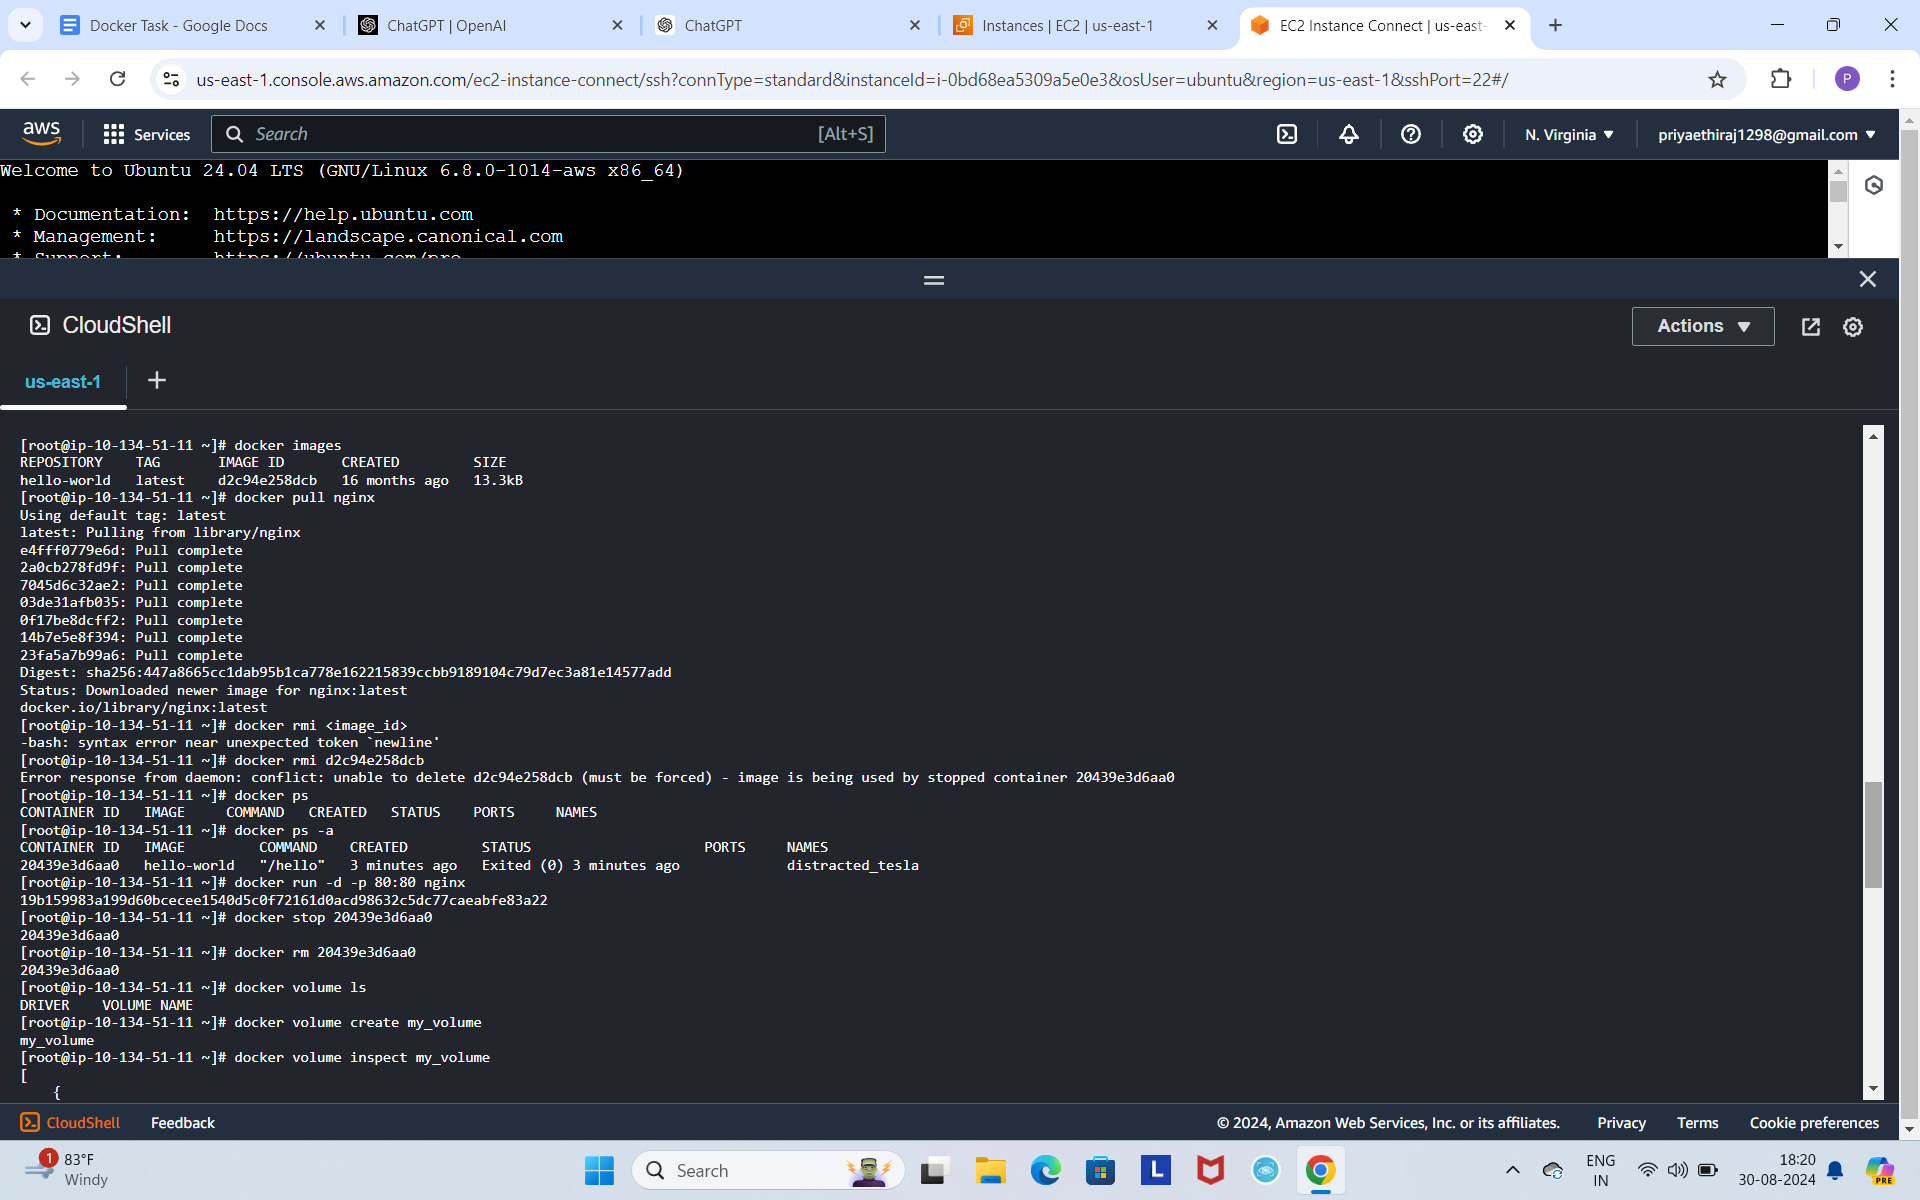 Docker Task - Google Docs
ChatGPT | OpenAI
ChatGPT
Instances | EC2 | us-east-1
EC2 Instance Connect | us-east-
us-east-1.console.aws.amazon.com/ec2-instance-connect/ssh?connType=standard&instanceId=i-0bd68ea5309a5e0e3&osUser=ubuntu&region=us-east-1&sshPort=22#/
P
aws
Services
Search
[Alt+S]
N. Virginia
priyaethiraj1298@gmail.com
Welcome to Ubuntu 24.04 LTS (GNU/Linux 6.8.0-1014-aws x86_64)
* Documentation: https://help.ubuntu.com
* Management: https://landscape.canonical.com
* Support: https://ubuntu.com/pro
CloudShell
Actions
us-east-1
[root@ip-10-134-51-11 ~]# docker images
REPOSITORY TAG IMAGE ID CREATED SIZE
hello-world latest d2c94e258dcb 16 months ago 13.3kB
[root@ip-10-134-51-11 ~]# docker pull nginx
Using default tag: latest
latest: Pulling from library/nginx
e4fff0779e6d: Pull complete
2a0cb278fd9f: Pull complete
7045d6c32ae2: Pull complete
03de31afb035: Pull complete
0f17be8dcff2: Pull complete
14b7e5e8f394: Pull complete
23fa5a7b99a6: Pull complete
Digest: sha256:447a8665cc1dab95b1ca778e162215839ccbb9189104c79d7ec3a81e14577add
Status: Downloaded newer image for nginx:latest
docker.io/library/nginx:latest
[root@ip-10-134-51-11 ~]# docker rmi <image_id>
-bash: syntax error near unexpected token `newline'
[root@ip-10-134-51-11 ~]# docker rmi d2c94e258dcb
Error response from daemon: conflict: unable to delete d2c94e258dcb (must be forced) - image is being used by stopped container 20439e3d6aa0
[root@ip-10-134-51-11 ~]# docker ps
CONTAINER ID IMAGE COMMAND CREATED STATUS PORTS NAMES
[root@ip-10-134-51-11 ~]# docker ps -a
CONTAINER ID IMAGE COMMAND CREATED STATUS PORTS NAMES
20439e3d6aa0 hello-world "/hello" 3 minutes ago Exited (0) 3 minutes ago distracted_tesla
[root@ip-10-134-51-11 ~]# docker run -d -p 80:80 nginx
19b159983a199d60bcecee1540d5c0f72161d0acd98632c5dc77caeabfe83a22
[root@ip-10-134-51-11 ~]# docker stop 20439e3d6aa0
20439e3d6aa0
[root@ip-10-134-51-11 ~]# docker rm 20439e3d6aa0
20439e3d6aa0
[root@ip-10-134-51-11 ~]# docker volume ls
DRIVER VOLUME NAME
[root@ip-10-134-51-11 ~]# docker volume create my_volume
my_volume
[root@ip-10-134-51-11 ~]# docker volume inspect my_volume
[
{
CloudShell
Feedback
© 2024, Amazon Web Services, Inc. or its affiliates.
Privacy
Terms
Cookie preferences
1
83°F
Windy
Search
L
ENG
IN
18:20
30-08-2024
PRE